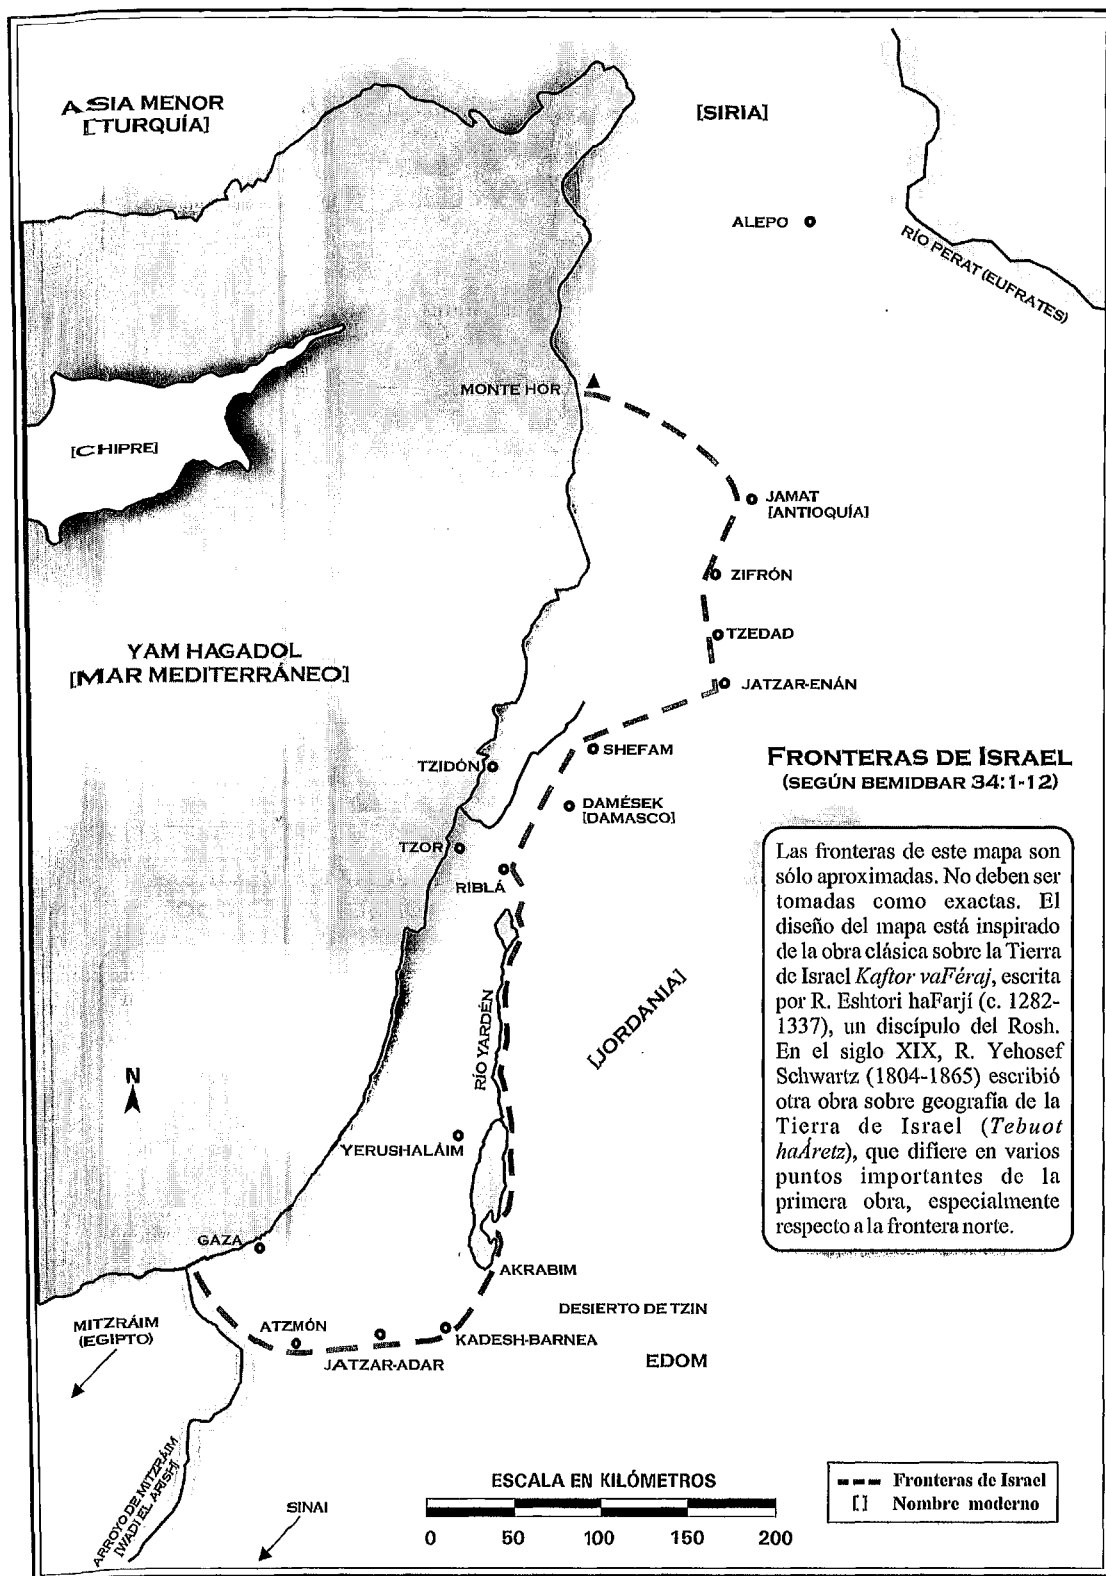 ASIA MENOR
[TURQUÍA]
[SIRIA]
ALEPO
RÍO PERAT (EUFRATES)
MONTE HOR
[CHIPRE]
JAMAT
[ANTIOQUÍA]
ZIFRÓN
TZEDAD
JATZAR-ENÁN
YAM HAGADOL
[MAR MEDITERRÁNEO]
SHEFAM
TZIDÓN
DAMÉSEK
[DAMASCO]
TZOR
RIBLÁ
FRONTERAS DE ISRAEL
(SEGÚN BEMIDBAR 34:1-12)
Las fronteras de este mapa son
sólo aproximadas. No deben ser
tomadas como exactas. El
diseño del mapa está inspirado
de la obra clásica sobre la Tierra
de Israel Kaftor vaFéraj, escrita
por R. Eshtori haFarjí (c. 1282-
1337), un discípulo del Rosh.
En el siglo XIX, R. Yehosef
Schwartz (1804-1865) escribió
otra obra sobre geografía de la
Tierra de Israel (Tebuot
haÁretz), que difiere en varios
puntos importantes de la
primera obra, especialmente
respecto a la frontera norte.
[JORDANIA]
RÍO YARDÉN
N
YERUSHALÁIM
GAZA
AKRABIM
DESIERTO DE TZIN
MITZRÁIM
(EGIPTO)
ATZMÓN
KADESH-BARNEA
JATZAR-ADAR
EDOM
ARROYO DE MITZRÁIM
[WADI EL ARISH]
SINAI
ESCALA EN KILÓMETROS
0 50 100 150 200
Fronteras de Israel
[ ] Nombre moderno